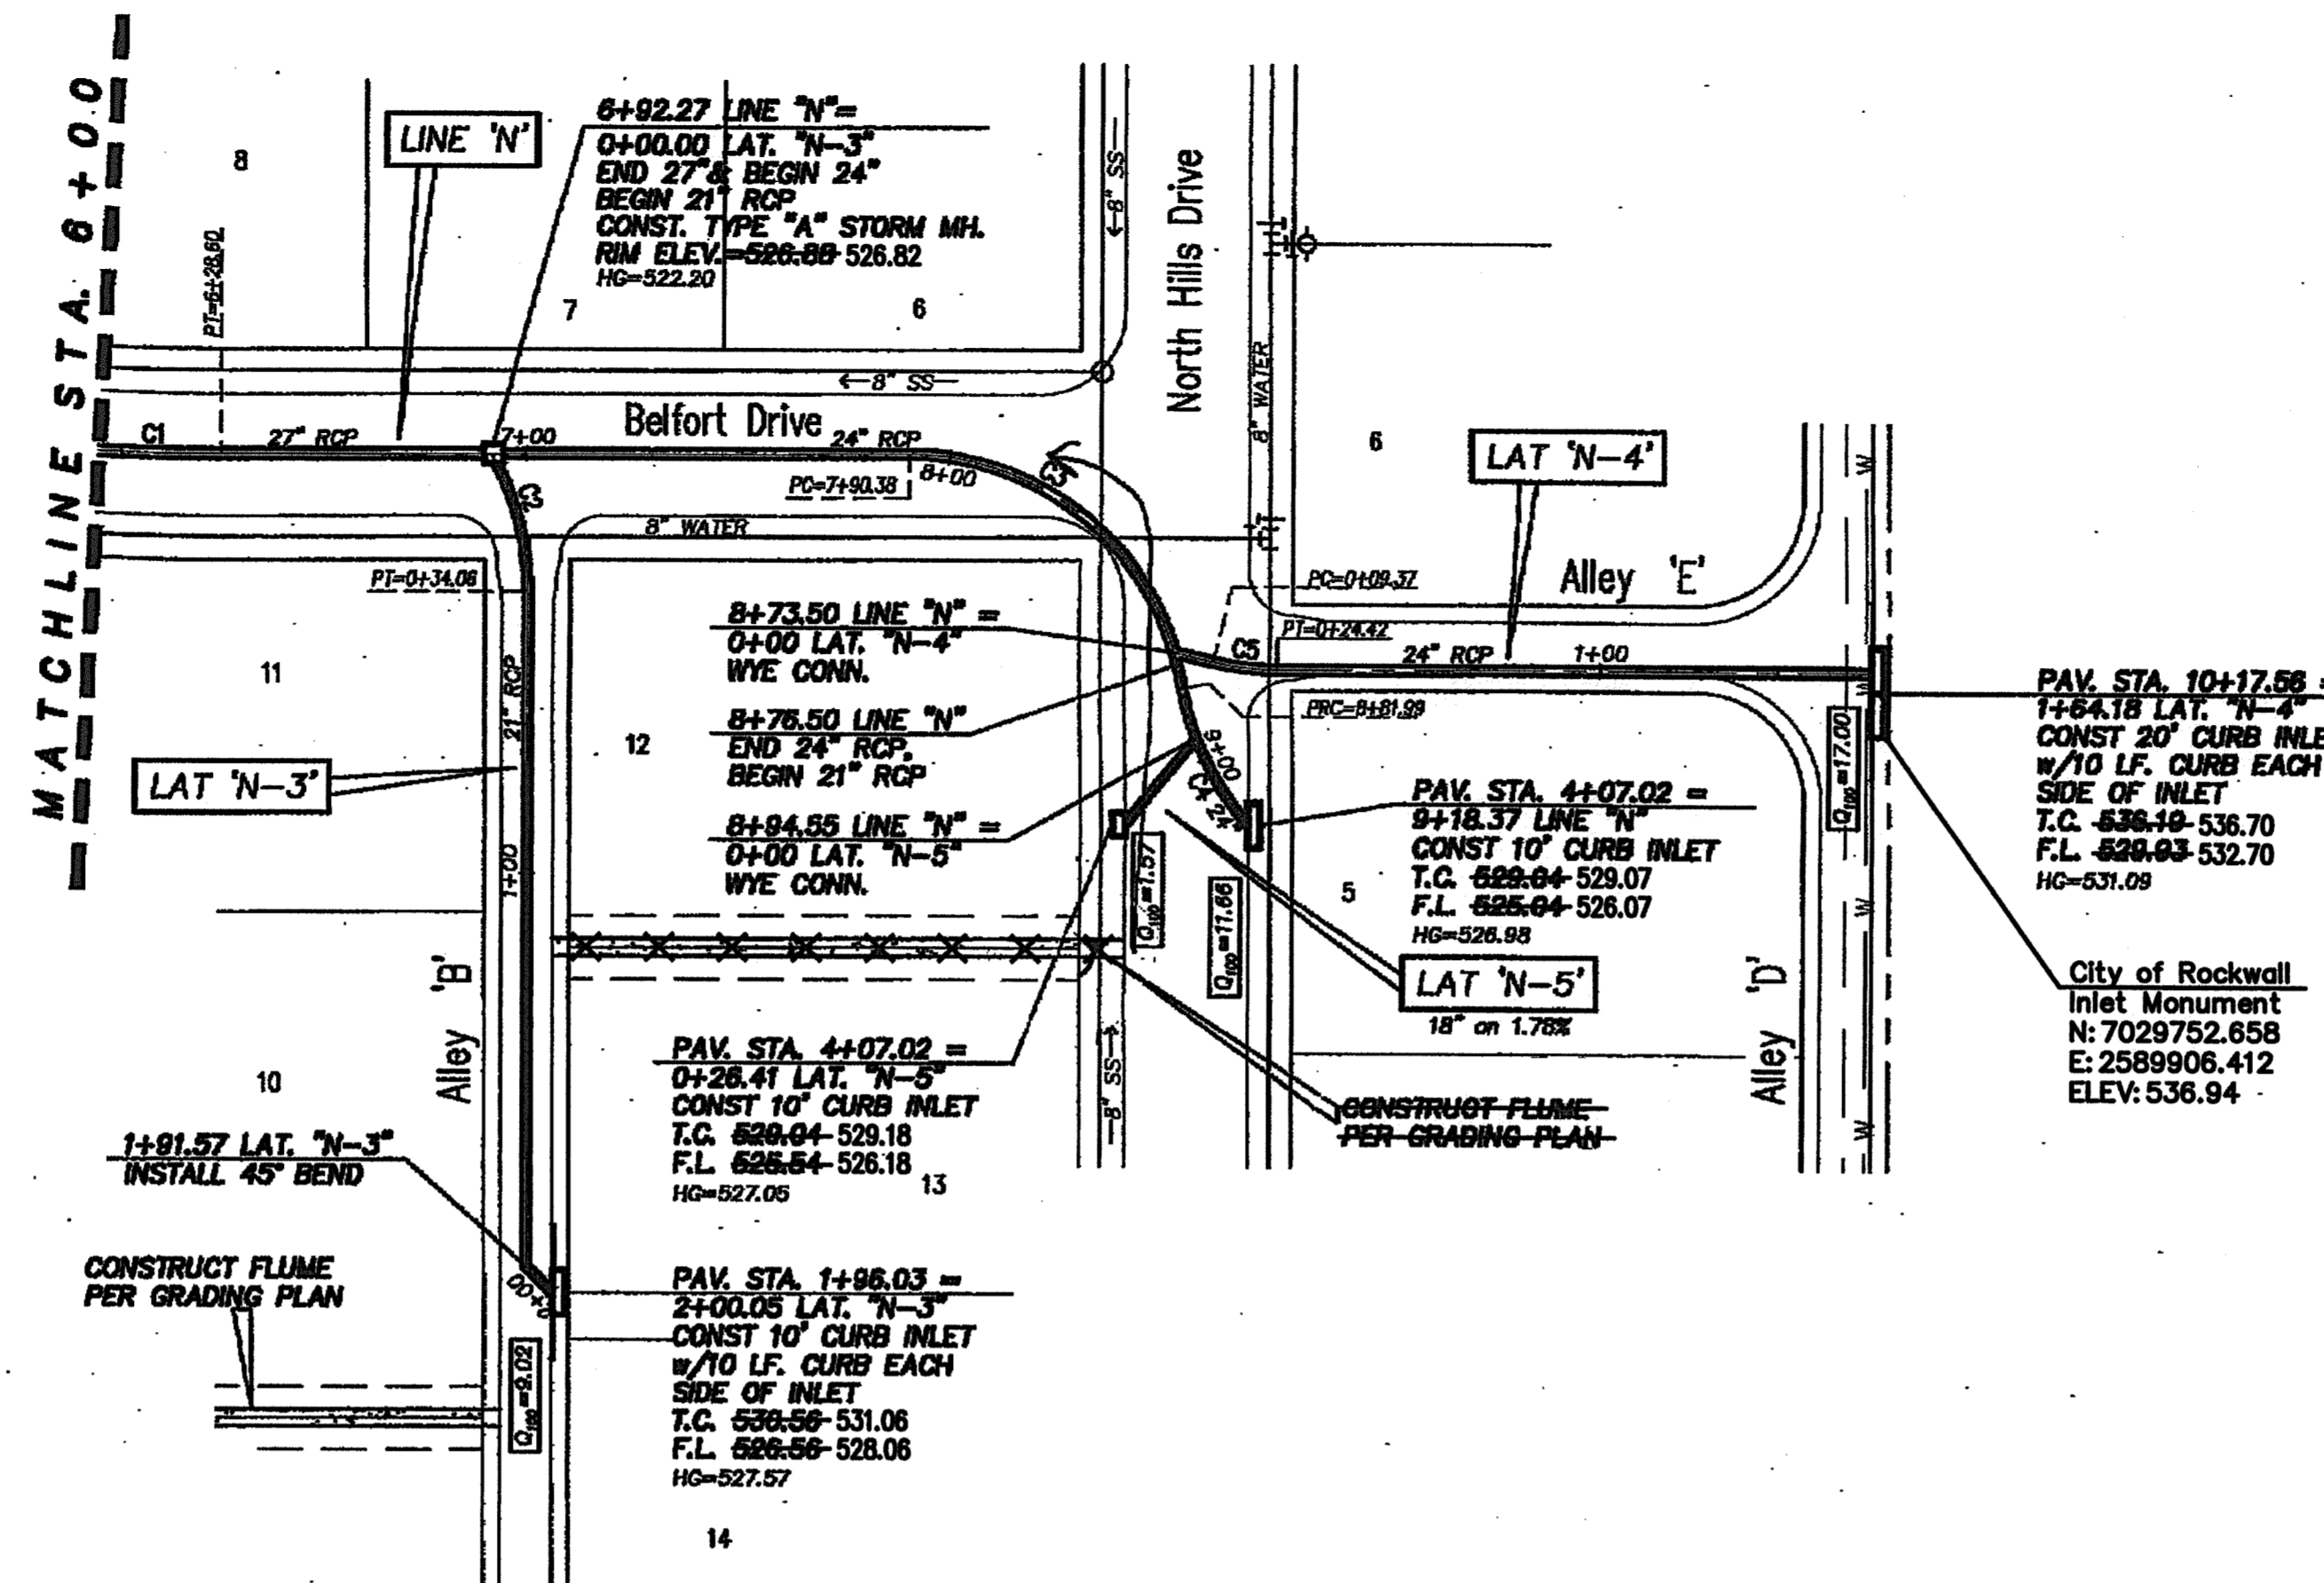 MATCHLINE STA. 6+00
8
LINE 'N'
PT=6+28.60
6+92.27 LINE "N"=
0+00.00 LAT. "N-3"
END 27"& BEGIN 24"
BEGIN 21" RCP
CONST. TYPE "A" STORM MH.
RIM ELEV.=526.88 526.82
HG=522.20
7
6
8" SS
North Hills Drive
8" WATER
8" SS
Belfort Drive
C1
27" RCP
7+00
24" RCP
PC=7+90.38
8+00
C3
C3
8" WATER
6
LAT 'N-4'
W
PT=0+34.06
PC=0+09.37
Alley 'E'
PT=0+24.42
C5
24" RCP
1+00
PRC=8+81.99
8+73.50 LINE "N" =
0+00 LAT. "N-4"
WYE CONN.
8+76.50 LINE "N"
END 24" RCP,
BEGIN 21" RCP
8+94.55 LINE "N" =
0+00 LAT. "N-5"
WYE CONN.
11
21" RCP
12
LAT 'N-3'
1+00
9+00
C4
21"
W
PAV. STA. 10+17.56 =
1+64.18 LAT. "N-4"
CONST 20' CURB INLE
w/10 LF. CURB EACH
SIDE OF INLET
T.C. 536.19 536.70
F.L. 529.93 532.70
HG=531.09
Q100=17.00
PAV. STA. 4+07.02 =
9+18.37 LINE "N"
CONST 10' CURB INLET
T.C. 529.04 529.07
F.L. 525.04 526.07
HG=526.98
Q100=1.57
Q100=11.66
5
W
LAT 'N-5'
18" on 1.78%
City of Rockwall
Inlet Monument
N: 7029752.658
E: 2589906.412
ELEV: 536.94
Alley 'B'
Alley 'D'
10
PAV. STA. 4+07.02 =
0+26.41 LAT. "N-5"
CONST 10' CURB INLET
T.C. 529.04 529.18
F.L. 525.54 526.18
HG=527.05
13
8" SS
CONSTRUCT FLUME
PER GRADING PLAN
W
1+91.57 LAT. "N-3"
INSTALL 45° BEND
CONSTRUCT FLUME
PER GRADING PLAN
PAV. STA. 1+96.03 =
2+00.05 LAT. "N-3"
CONST 10' CURB INLET
w/10 LF. CURB EACH
SIDE OF INLET
T.C. 530.56 531.06
F.L. 526.56 528.06
HG=527.57
14